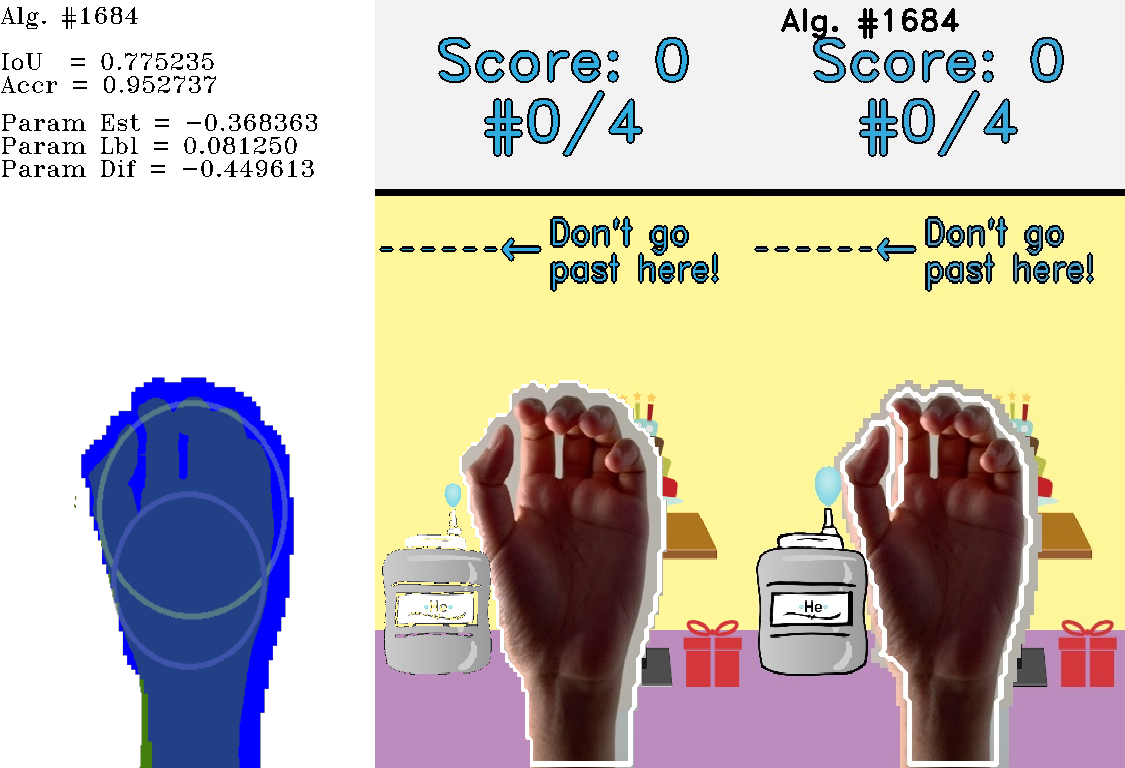 Alg. #1684
IoU = 0.775235
Accr = 0.952737
Param Est = −0.368363
Param Lbl = 0.081250
Param Dif = −0.449613
Score: 0
#0/4
------← Don't go
past here!
He
Alg. #1684
Score: 0
#0/4
------← Don't go
past here!
He